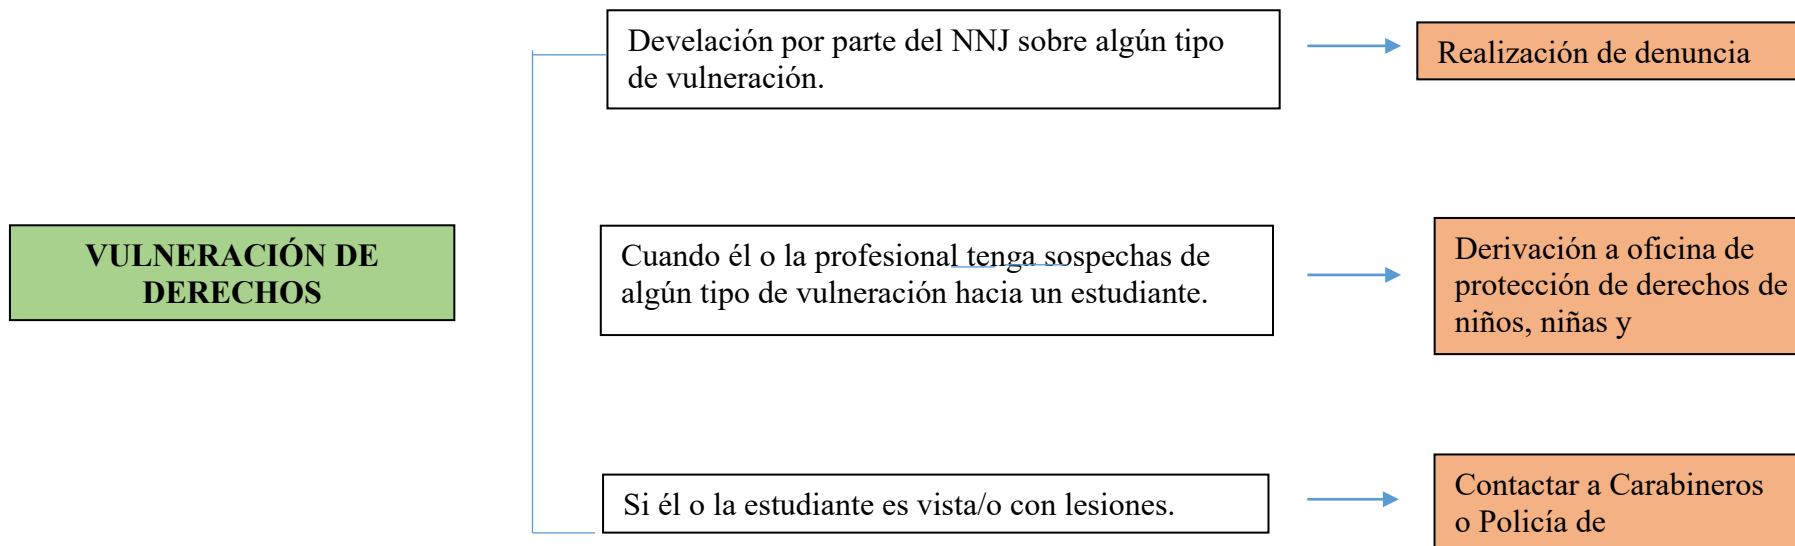 Develación por parte del NNJ sobre algún tipo
de vulneración.
Realización de denuncia
VULNERACIÓN DE
DERECHOS
Cuando él o la profesional tenga sospechas de
algún tipo de vulneración hacia un estudiante.
Derivación a oficina de
protección de derechos de
niños, niñas y
Si él o la estudiante es vista/o con lesiones.
Contactar a Carabineros
o Policía de